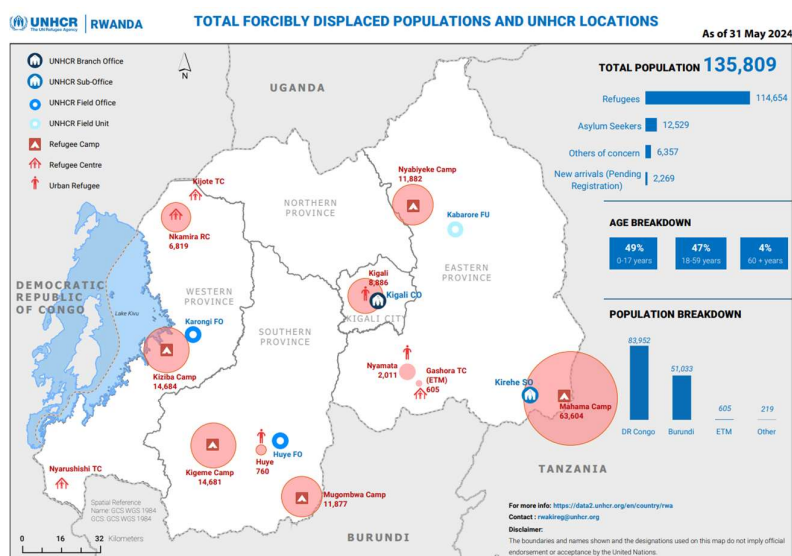 UNHCR
The UN Refugee Agency
RWANDA
TOTAL FORCIBLY DISPLACED POPULATIONS AND UNHCR LOCATIONS
As of 31 May 2024
UNHCR Branch Office
UNHCR Sub-Office
UNHCR Field Office
UNHCR Field Unit
Refugee Camp
Refugee Centre
Urban Refugee
N
UGANDA
Kijote TC
Nkamira RC
6,819
NORTHERN
PROVINCE
Nyabiyeke Camp
11,882
Kabarore FU
EASTERN
PROVINCE
DEMOCRATIC
REPUBLIC
OF CONGO
Lake Kivu
WESTERN
PROVINCE
Karongi FO
Kiziba Camp
14,684
SOUTHERN
PROVINCE
Kigali
8,886
Kigali CO
KIGALI CITY
Nyamata
2,011
Gashora TC
(ETM)
605
Kirehe SO
Mahama Camp
63,604
Kigeme Camp
14,681
Huye
760
Huye FO
Mugombwa Camp
11,877
Nyarushishi TC
TANZANIA
BURUNDI
Spatial Reference
Name: GCS WGS 1984
GCS: GCS WGS 1984
0 16 32 Kilometers
TOTAL POPULATION 135,809
Refugees 114,654
Asylum Seekers 12,529
Others of concern 6,357
New arrivals (Pending
Registration) 2,269
AGE BREAKDOWN
49% 47% 4%
0-17 years 18-59 years 60 + years
POPULATION BREAKDOWN
83,952
51,033
605 219
DR Congo Burundi ETM Other
For more info: https://data2.unhcr.org/en/country/rwa
Contact : rwakireg@unhcr.org
Disclaimer:
The boundaries and names shown and the designations used on this map do not imply official
endorsement or acceptance by the United Nations.